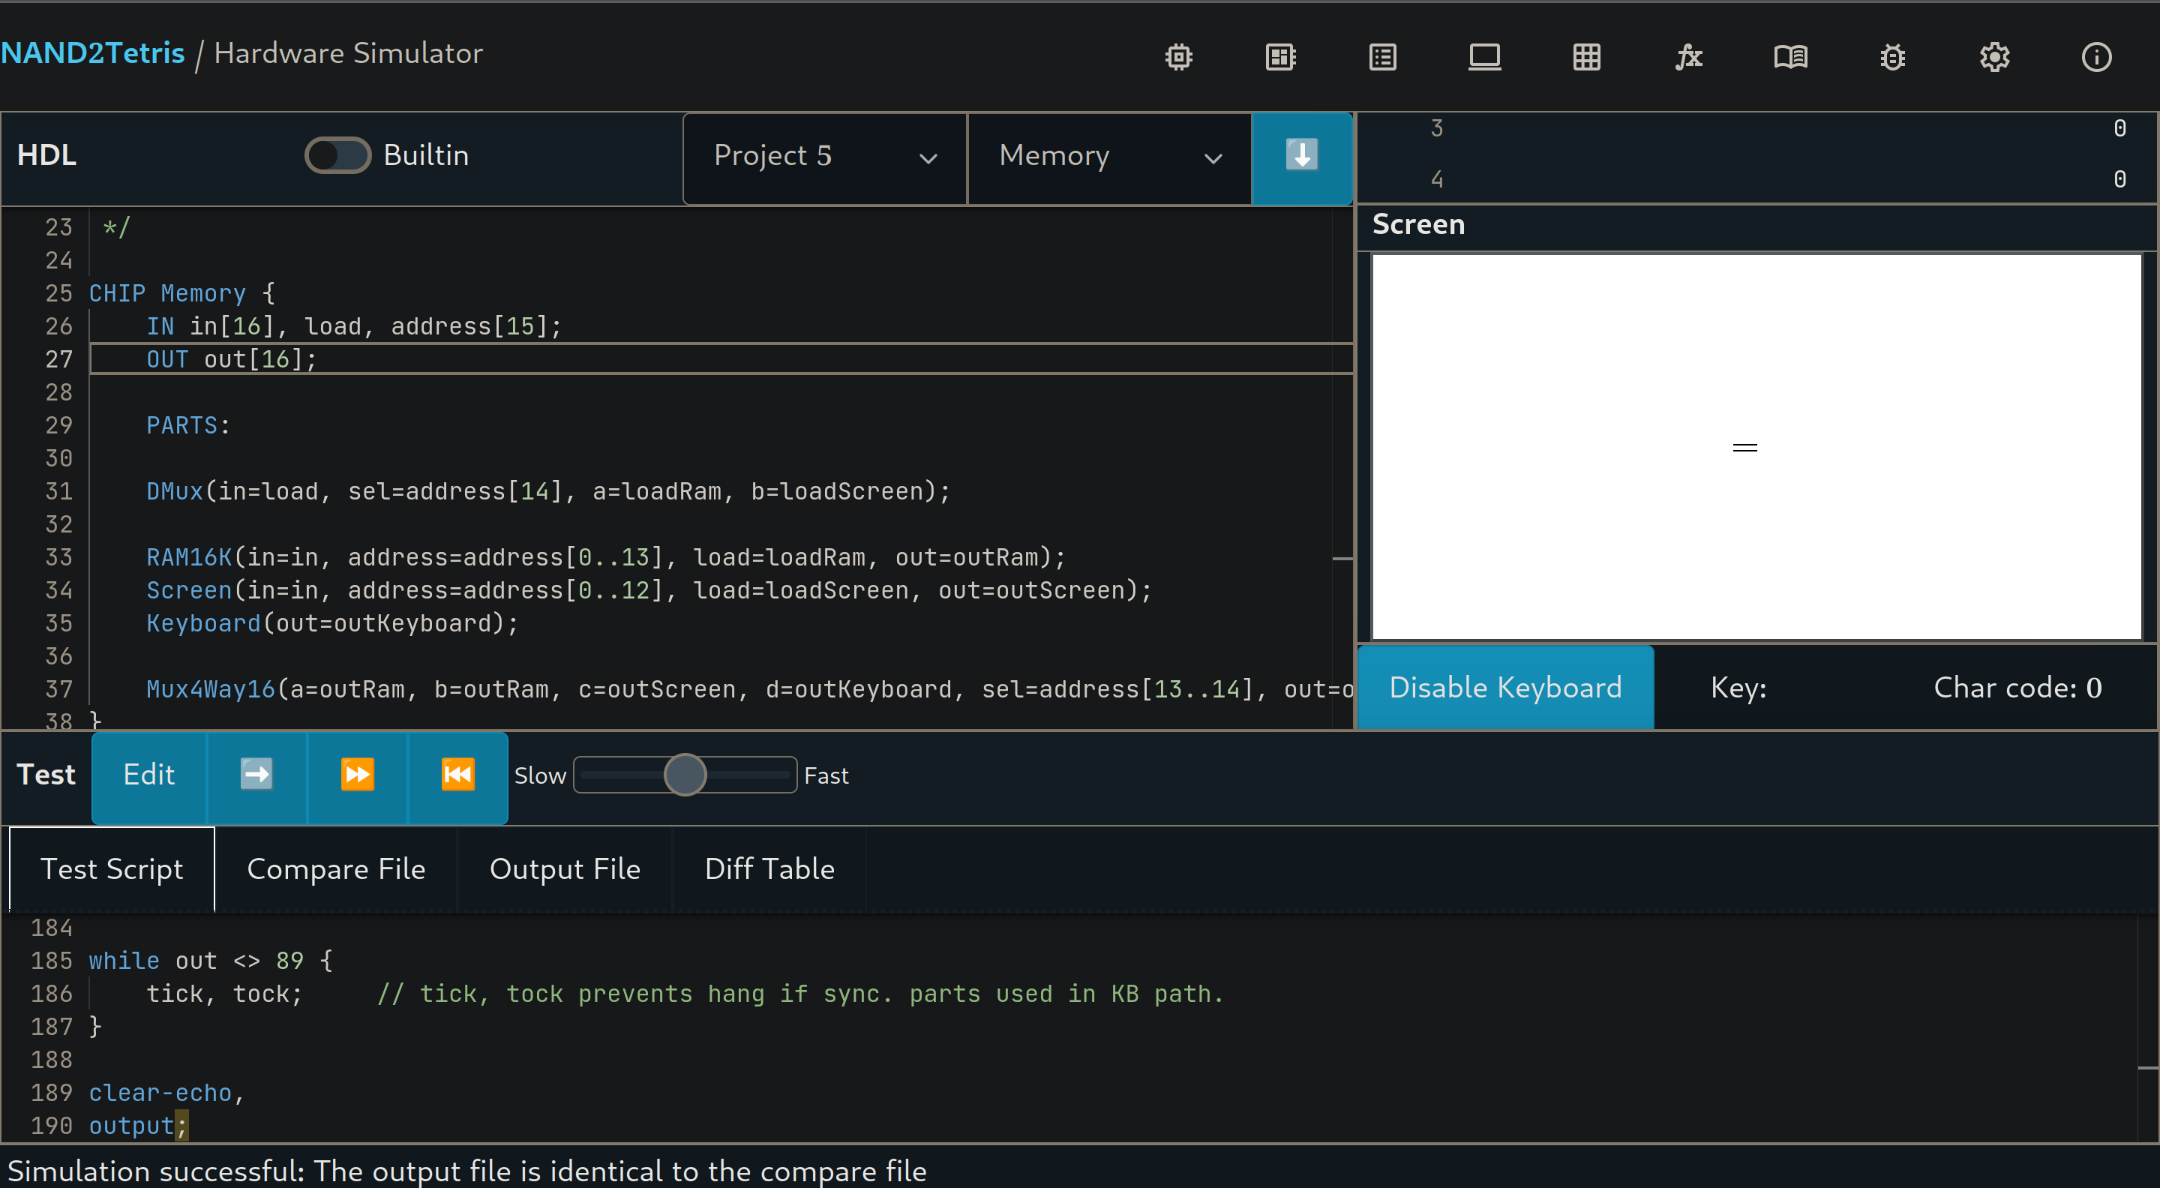 NAND2Tetris / Hardware Simulator
HDL
Builtin
Project 5
Memory
23 */
24
25 CHIP Memory {
26 IN in[16], load, address[15];
27 OUT out[16];
28
29 PARTS:
30
31 DMux(in=load, sel=address[14], a=loadRam, b=loadScreen);
32
33 RAM16K(in=in, address=address[0..13], load=loadRam, out=outRam);
34 Screen(in=in, address=address[0..12], load=loadScreen, out=outScreen);
35 Keyboard(out=outKeyboard);
36
37 Mux4Way16(a=outRam, b=outRam, c=outScreen, d=outKeyboard, sel=address[13..14], out=o
38 }
3 0
4 0
Screen
Disable Keyboard
Key:
Char code: 0
Test
Edit
Slow
Fast
Test Script
Compare File
Output File
Diff Table
184
185 while out <> 89 {
186 tick, tock; // tick, tock prevents hang if sync. parts used in KB path.
187 }
188
189 clear-echo,
190 output;
Simulation successful: The output file is identical to the compare file